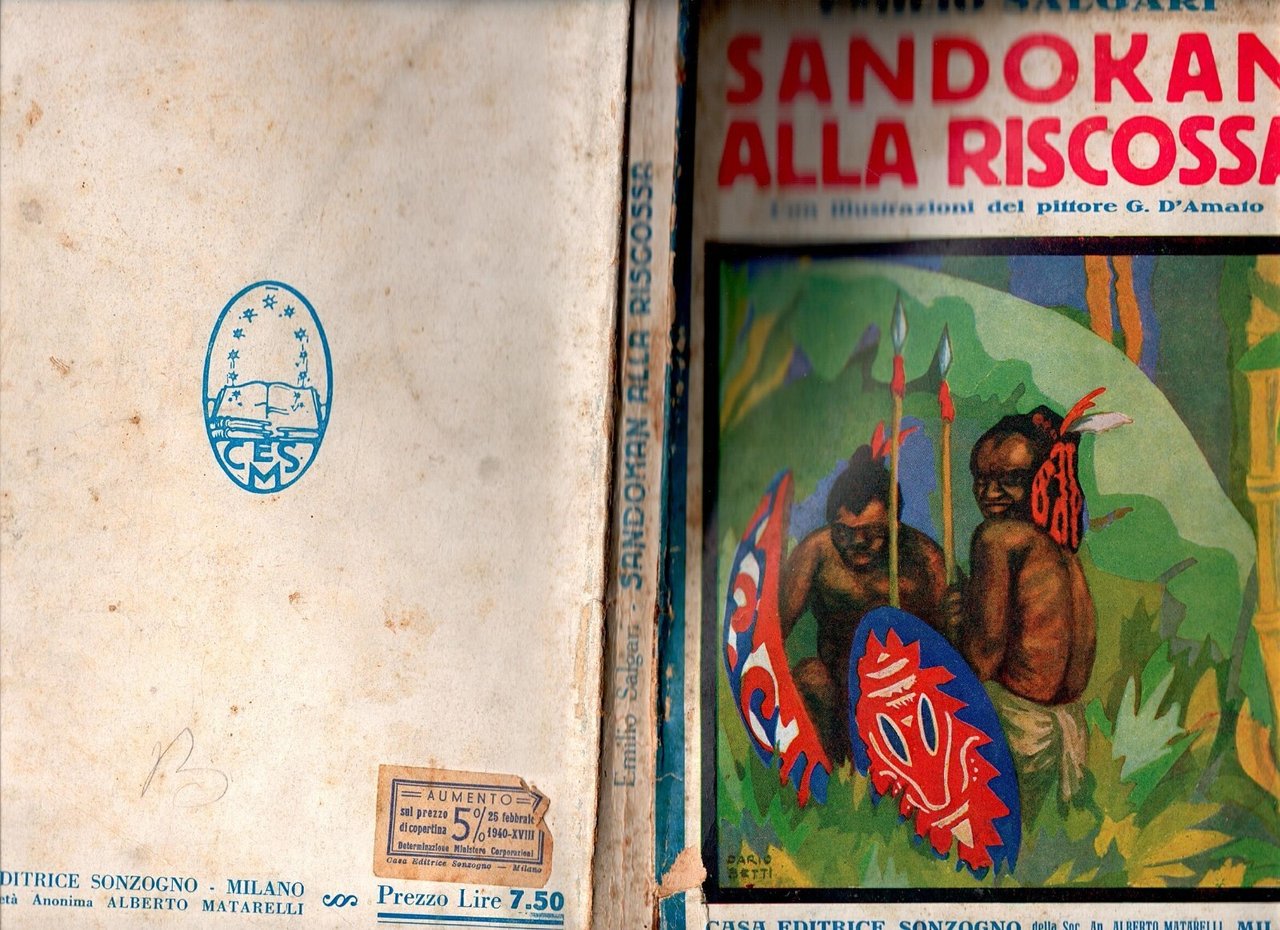 CESM
B
AUMENTO
sul prezzo di copertina 5% 25 febbraio 1940-XVIII
Determinazione Ministero Corporazioni
Casa Editrice Sonzogno - Milano
DITRICE SONZOGNO - MILANO
età Anonima ALBERTO MATARELLI
Prezzo Lire 7.50
Emilio Salgari - SANDOKAN ALLA RISCOSSA
SALGARI
SANDOKAN
ALLA RISCOSSA
illustrazioni del pittore G. D'Amato
DARIO
BETTI
CASA EDITRICE SONZOGNO della Soc. An. ALBERTO MATARELLI MIL